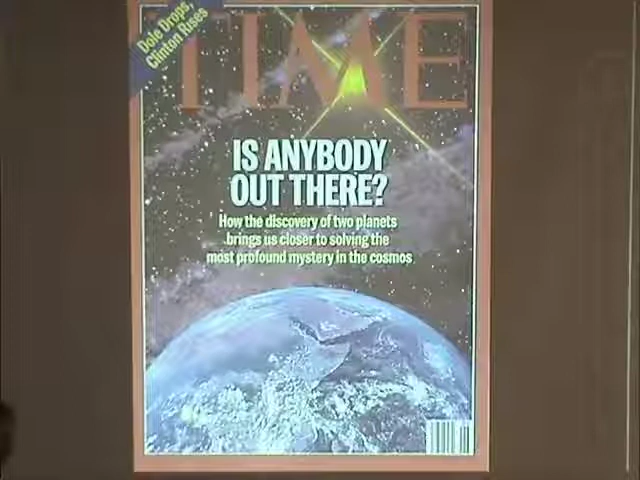 Dole Drops,
Clinton Rises
TIME
IS ANYBODY
OUT THERE?
How the discovery of two planets
brings us closer to solving the
most profound mystery in the cosmos